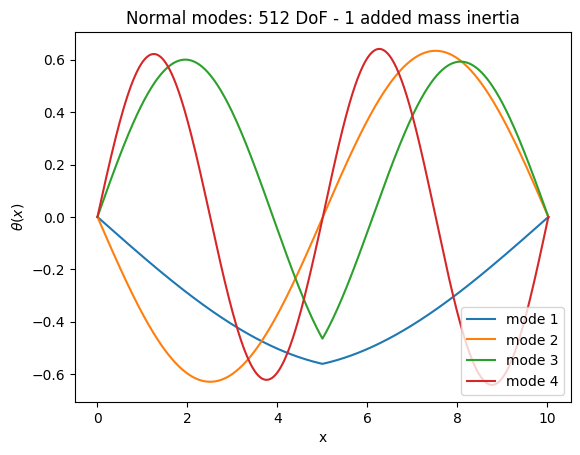 Normal modes: 512 DoF - 1 added mass inertia
θ(x)
0.6
0.4
0.2
0.0
−0.2
−0.4
−0.6
0
2
4
6
8
10
x
mode 1
mode 2
mode 3
mode 4